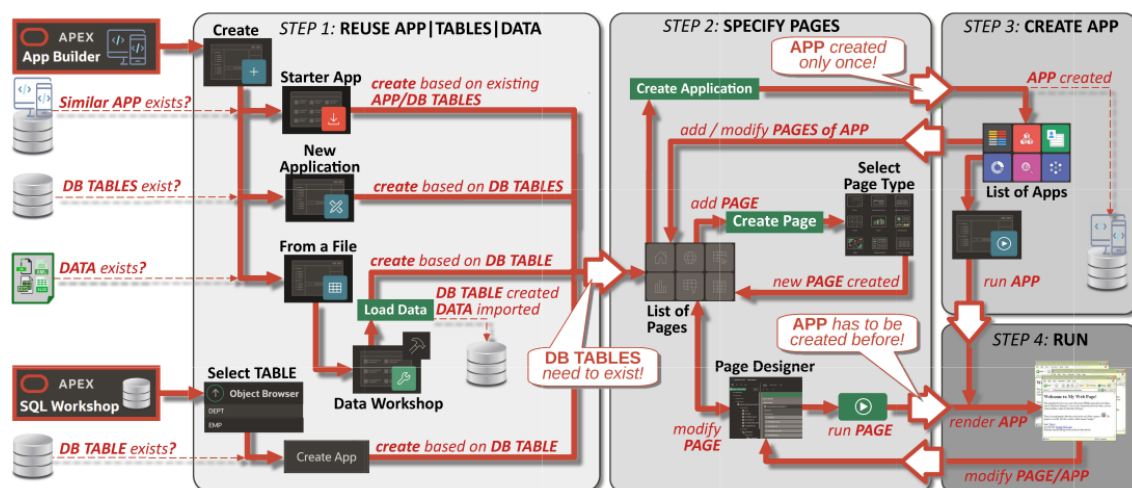 APEX
App Builder
Similar APP exists?
DB TABLES exist?
DATA exists?
APEX
SQL Workshop
DB TABLE exists?
STEP 1: REUSE APP|TABLES|DATA
Create
Starter App
create based on existing
APP/DB TABLES
New
Application
create based on DB TABLES
From a File
create based on DB TABLE
Load Data
DB TABLE created
DATA imported
Data Workshop
Select TABLE
Object Browser
DEPT
EMP
Create App
create based on DB TABLE
DB TABLES
need to exist!
STEP 2: SPECIFY PAGES
Create Application
APP created
only once!
add / modify PAGES of APP
Select
Page Type
add PAGE
Create Page
new PAGE created
List of
Pages
APP has to be
created before!
Page Designer
modify
PAGE
run PAGE
STEP 3: CREATE APP
APP created
List of Apps
run APP
STEP 4: RUN
Welcome to My Web Page!
render APP
modify PAGE/APP